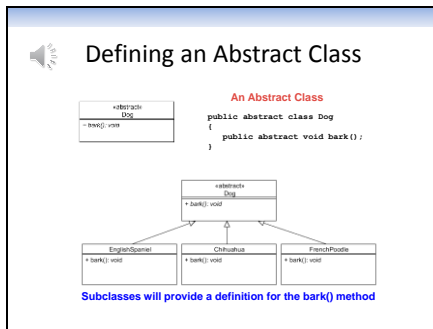 Defining an Abstract Class
An Abstract Class
«abstract»
Dog
+ bark(): void
public abstract class Dog
{
public abstract void bark();
}
«abstract»
Dog
+ bark(): void
EnglishSpaniel
+ bark(): void
Chihuahua
+ bark(): void
FrenchPoodle
+ bark(): void
Subclasses will provide a definition for the bark() method